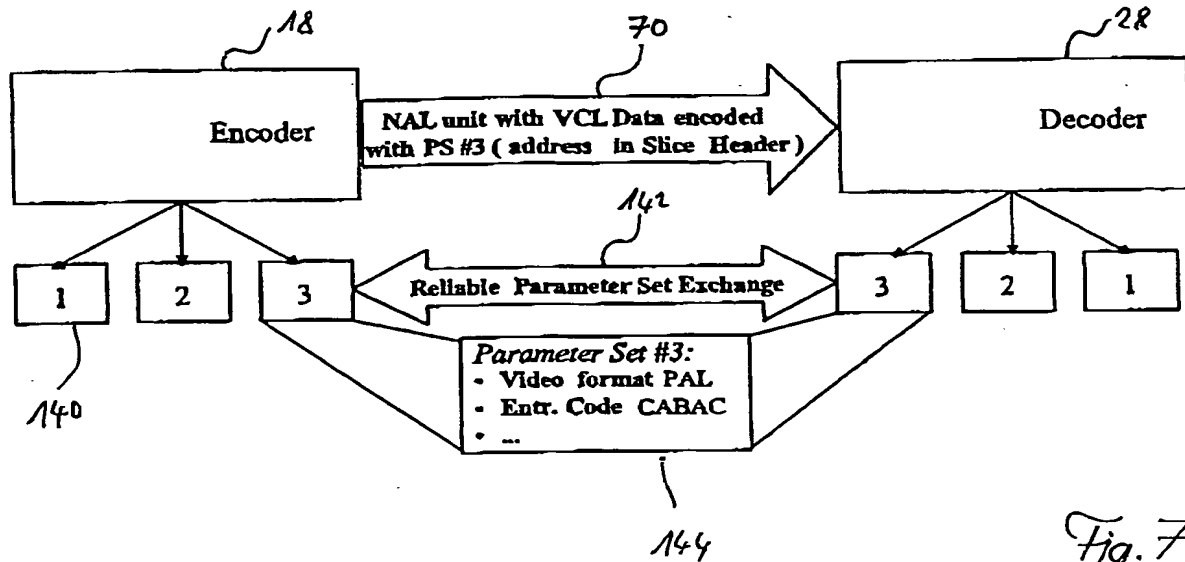 18
70
28
Encoder
NAL unit with VCL Data encoded
with PS #3 ( address in Slice Header )
Decoder
142
1
2
3
Reliable Parameter Set Exchange
3
2
1
140
Parameter Set #3:
- Video format PAL
- Entr. Code CABAC
- ...
144
Fig. 7